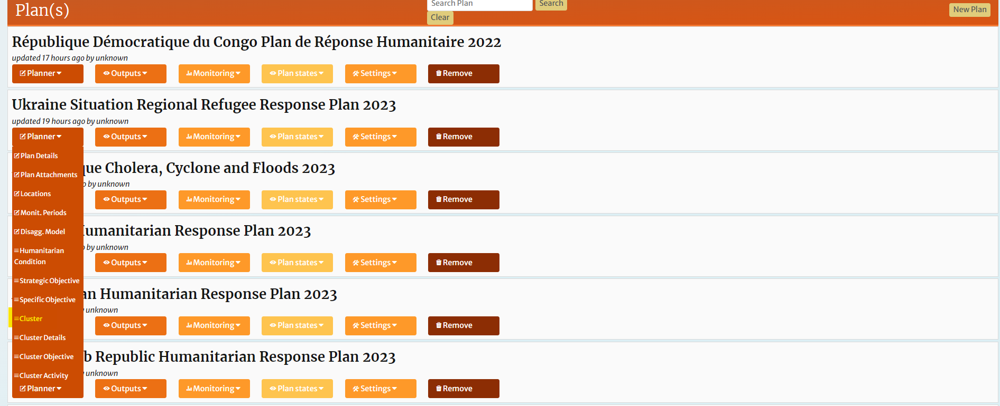 Plan(s)
Search Plan
Search
Clear
New Plan
République Démocratique du Congo Plan de Réponse Humanitaire 2022
updated 17 hours ago by unknown
Planner Outputs Monitoring Plan states Settings Remove
Ukraine Situation Regional Refugee Response Plan 2023
updated 19 hours ago by unknown
Planner Outputs Monitoring Plan states Settings Remove
Plan Details
Plan Attachments
Locations
Monit. Periods
Disagg. Model
Humanitarian
Condition
Strategic Objective
Specific Objective
Cluster
Cluster Details
Cluster Objective
Cluster Activity
Cholera, Cyclone and Floods 2023
by unknown
Outputs Monitoring Plan states Settings Remove
Response Plan 2023
by unknown
Outputs Monitoring Plan states Settings Remove
Humanitarian Response Plan 2023
unknown
Outputs Monitoring Plan states Settings Remove
Republic Humanitarian Response Plan 2023
unknown
Planner Outputs Monitoring Plan states Settings Remove